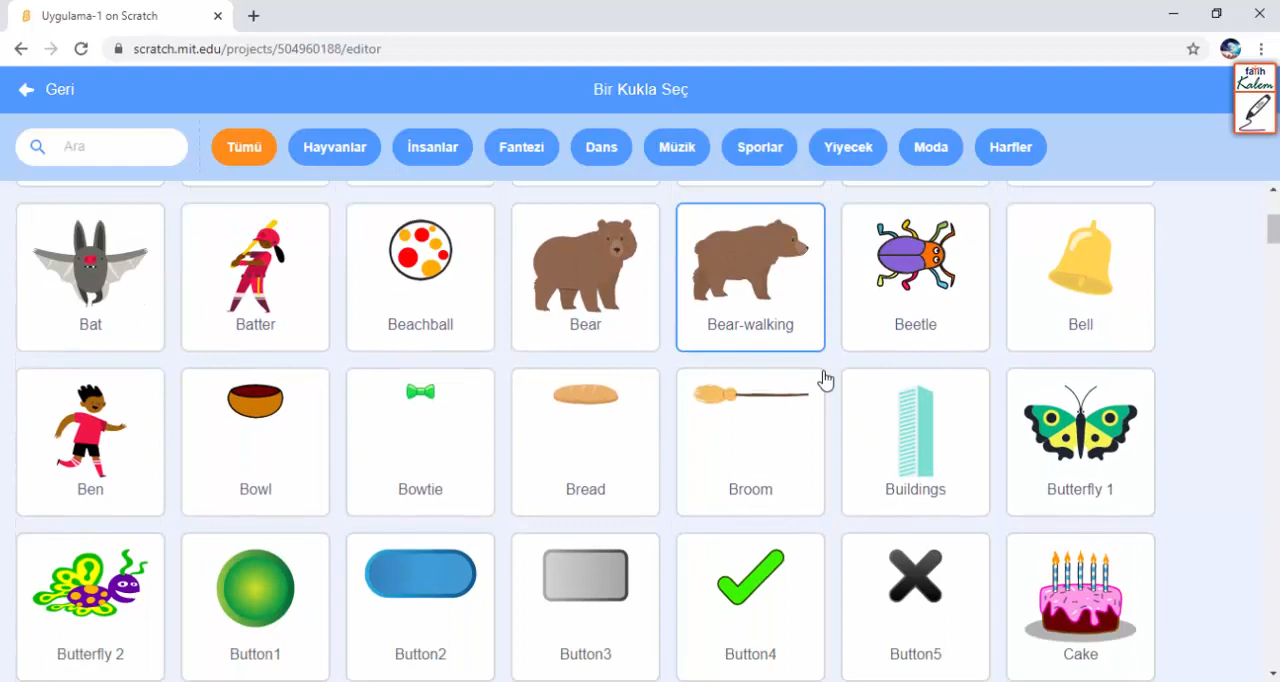 Uygulama-1 on Scratch
scratch.mit.edu/projects/504960188/editor
Geri
Bir Kukla Seç
fatih
Kalem
Ara
Tümü
Hayvanlar
İnsanlar
Fantezi
Dans
Müzik
Sporlar
Yiyecek
Moda
Harfler
Bat
Batter
Beachball
Bear
Bear-walking
Beetle
Bell
Ben
Bowl
Bowtie
Bread
Broom
Buildings
Butterfly 1
Butterfly 2
Button1
Button2
Button3
Button4
Button5
Cake